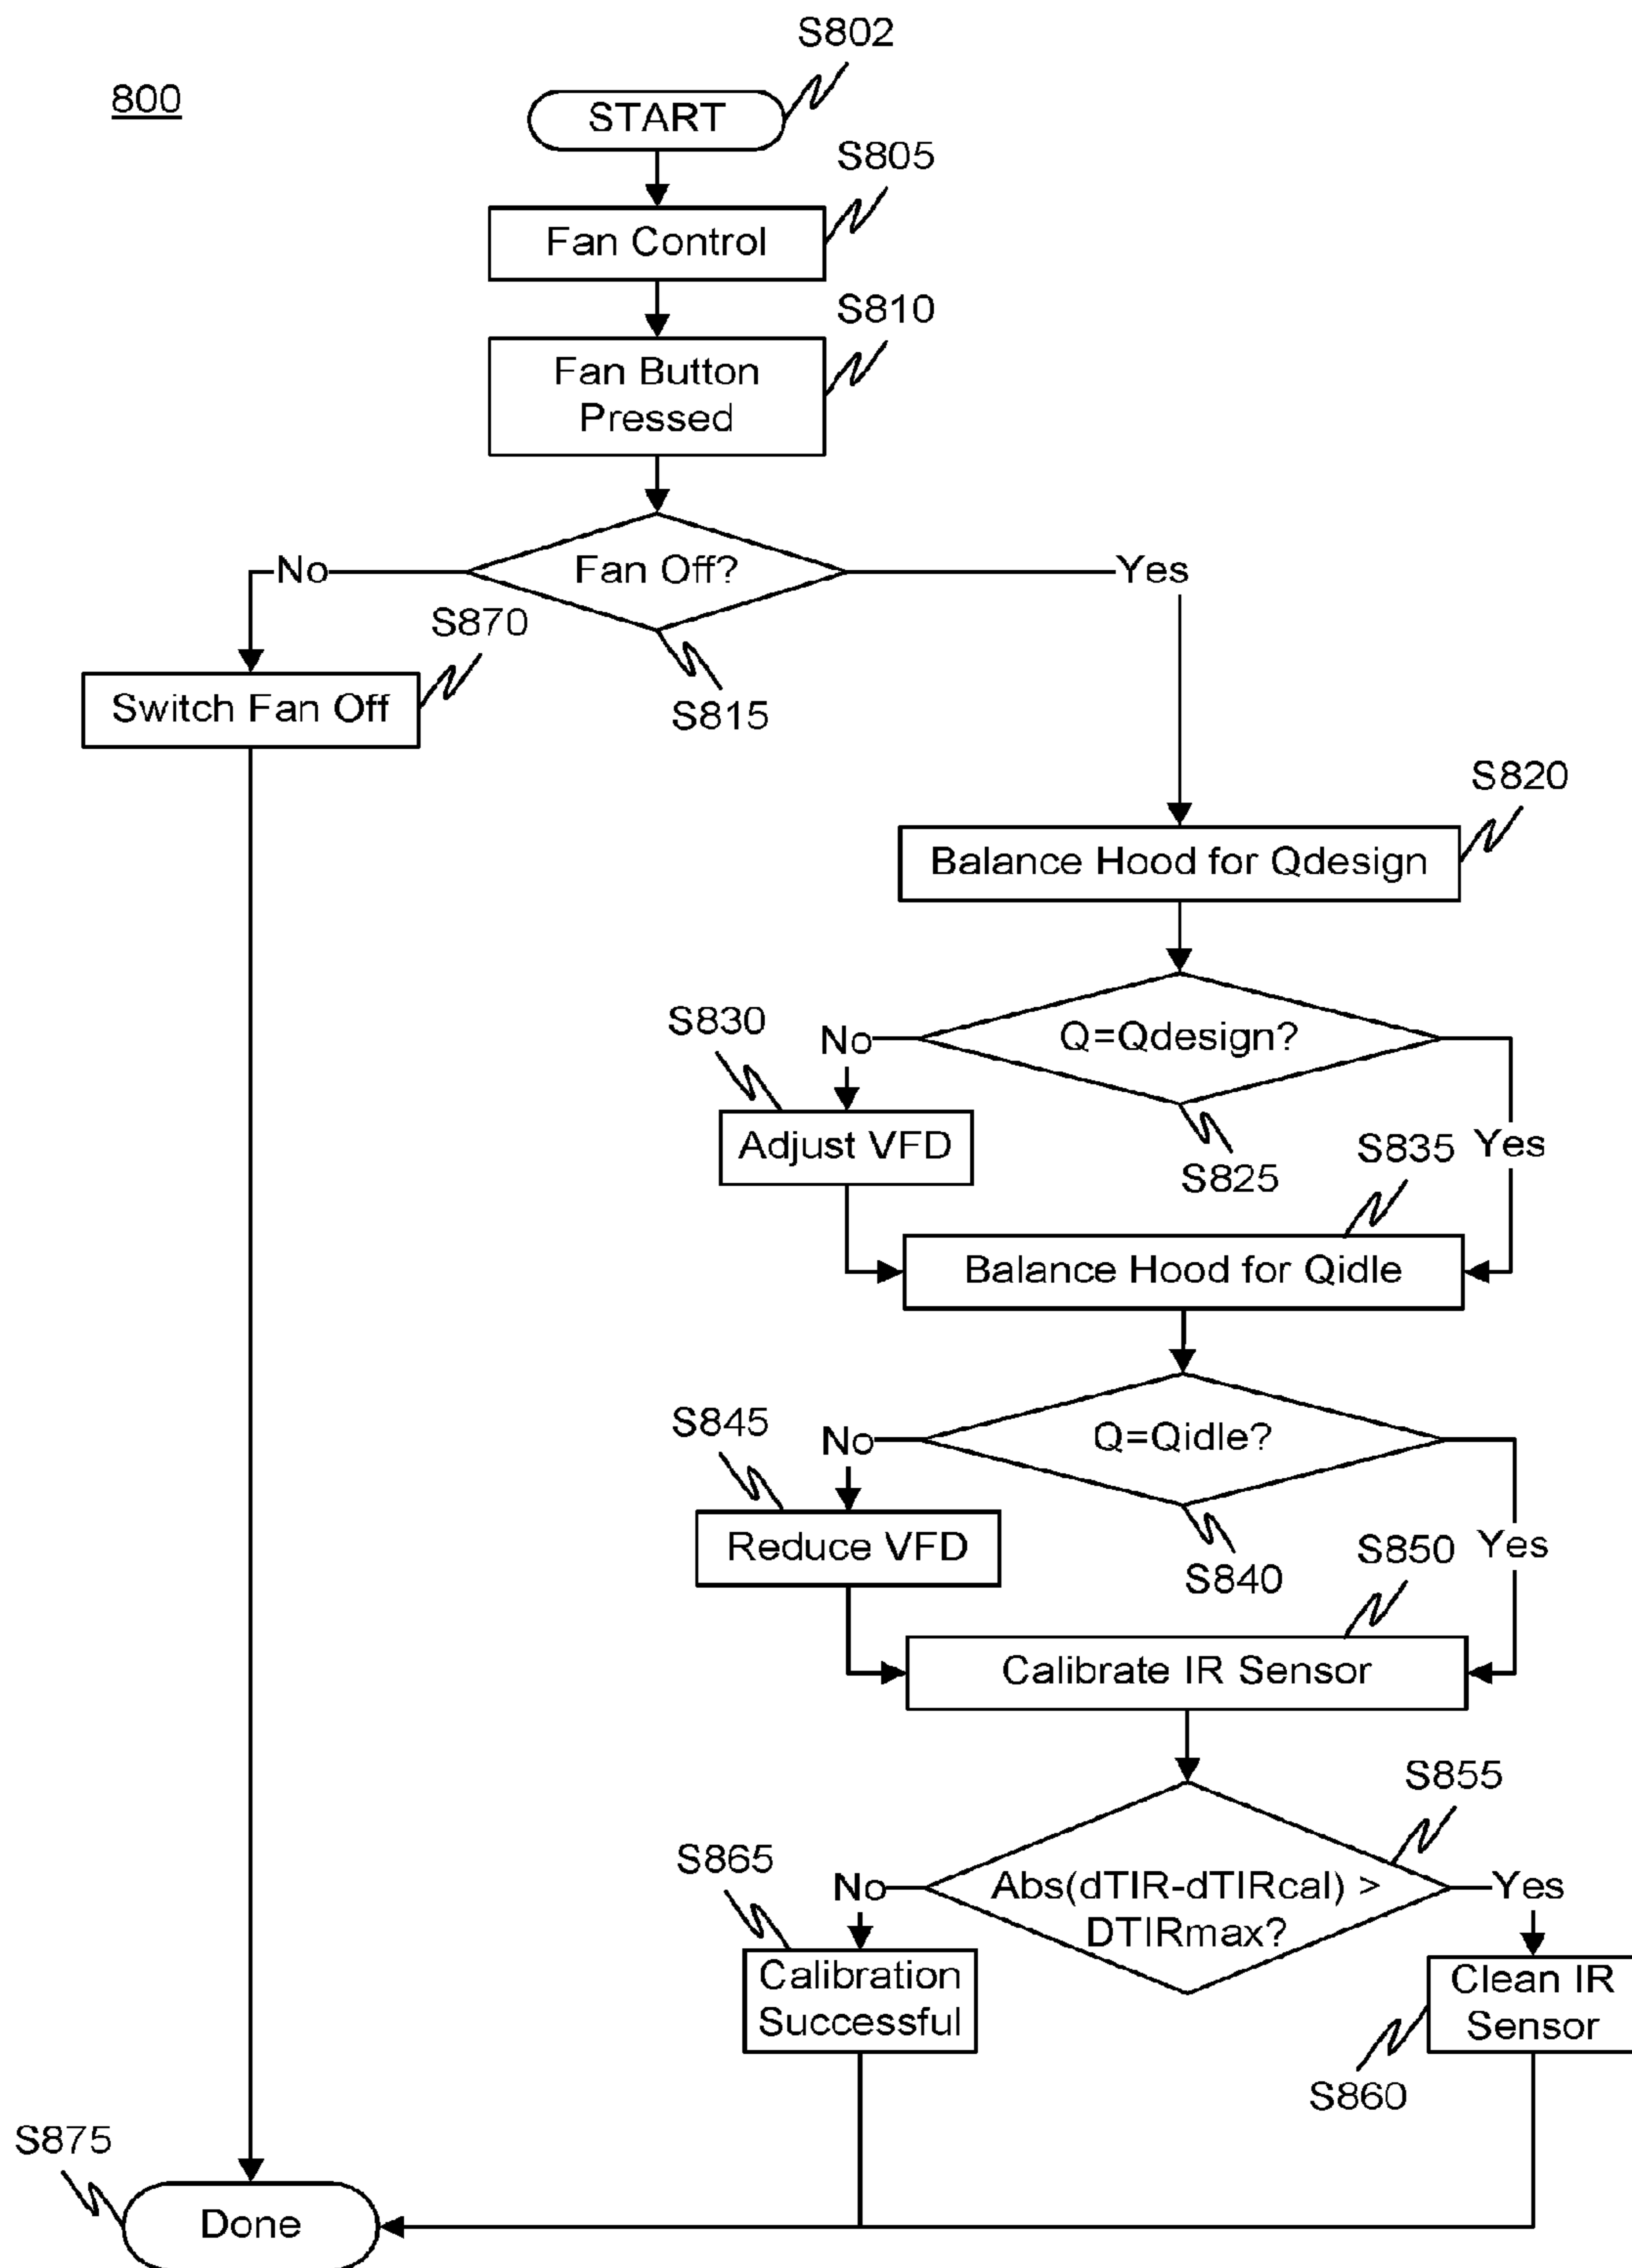 800
S802
START
S805
Fan Control
S810
Fan Button
Pressed
No
Fan Off?
Yes
S870
Switch Fan Off
S815
S820
Balance Hood for Qdesign
S830
No
Q=Qdesign?
Adjust VFD
S825
S835
Yes
Balance Hood for Qidle
S845
No
Q=Qidle?
Reduce VFD
S840
S850
Yes
Calibrate IR Sensor
S855
S865
No
Abs(dTIR-dTIRcal) >
DTIRmax?
Yes
Calibration
Successful
Clean IR
Sensor
S860
S875
Done